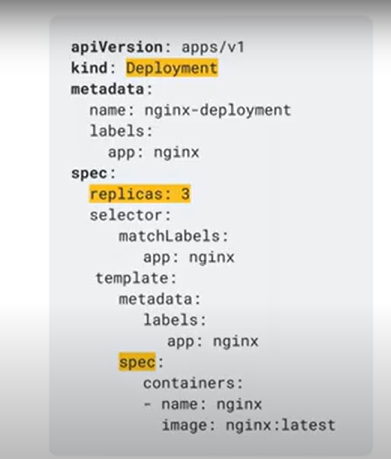 apiVersion: apps/v1
kind: Deployment
metadata:
  name: nginx-deployment
  labels:
    app: nginx
spec:
  replicas: 3
  selector:
     matchLabels:
        app: nginx
   template:
     metadata:
        labels:
          app: nginx
     spec:
        containers:
        - name: nginx
          image: nginx:latest